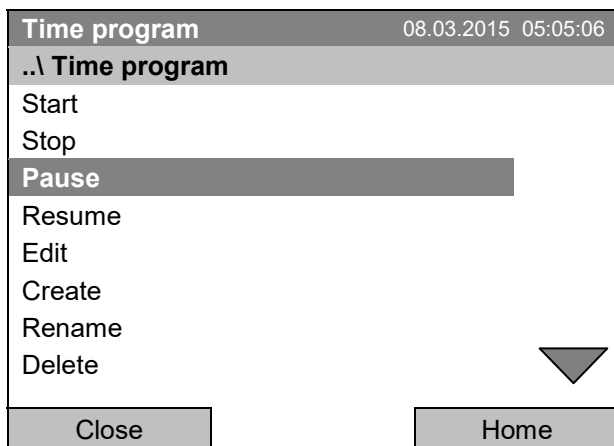 Time program 08.03.2015 05:05:06
..\ Time program
Start
Stop
Pause
Resume
Edit
Create
Rename
Delete
Close Home